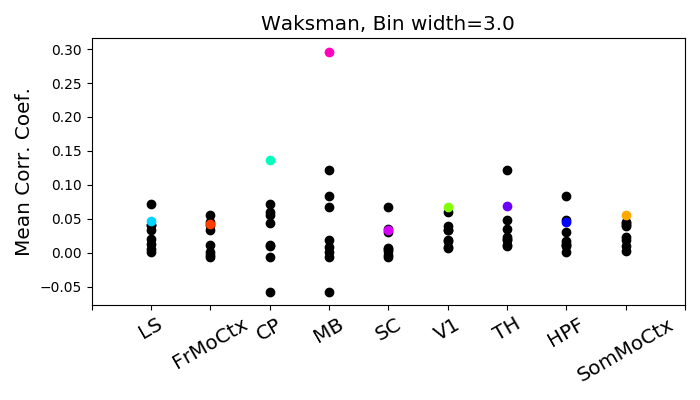 Waksman, Bin width=3.0
Mean Corr. Coef.
0.30
0.25
0.20
0.15
0.10
0.05
0.00
−0.05
LS
FrMoCtx
CP
MB
SC
V1
TH
HPF
SomMoCtx